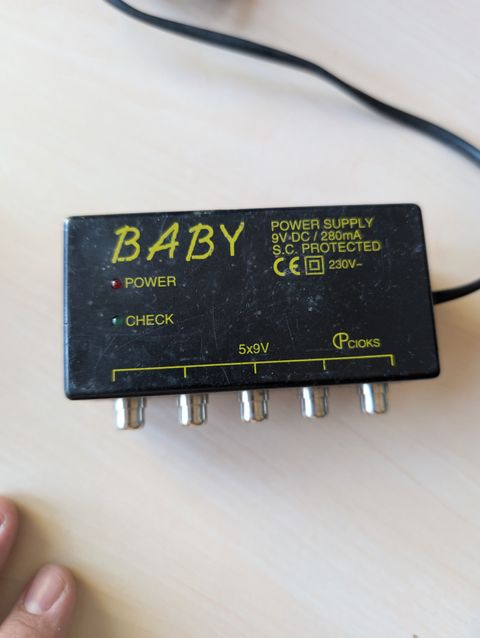 BABY
POWER SUPPLY
9V-DC / 280mA
S.C. PROTECTED
CE 230V~
POWER
CHECK
5x9V
CIOKS